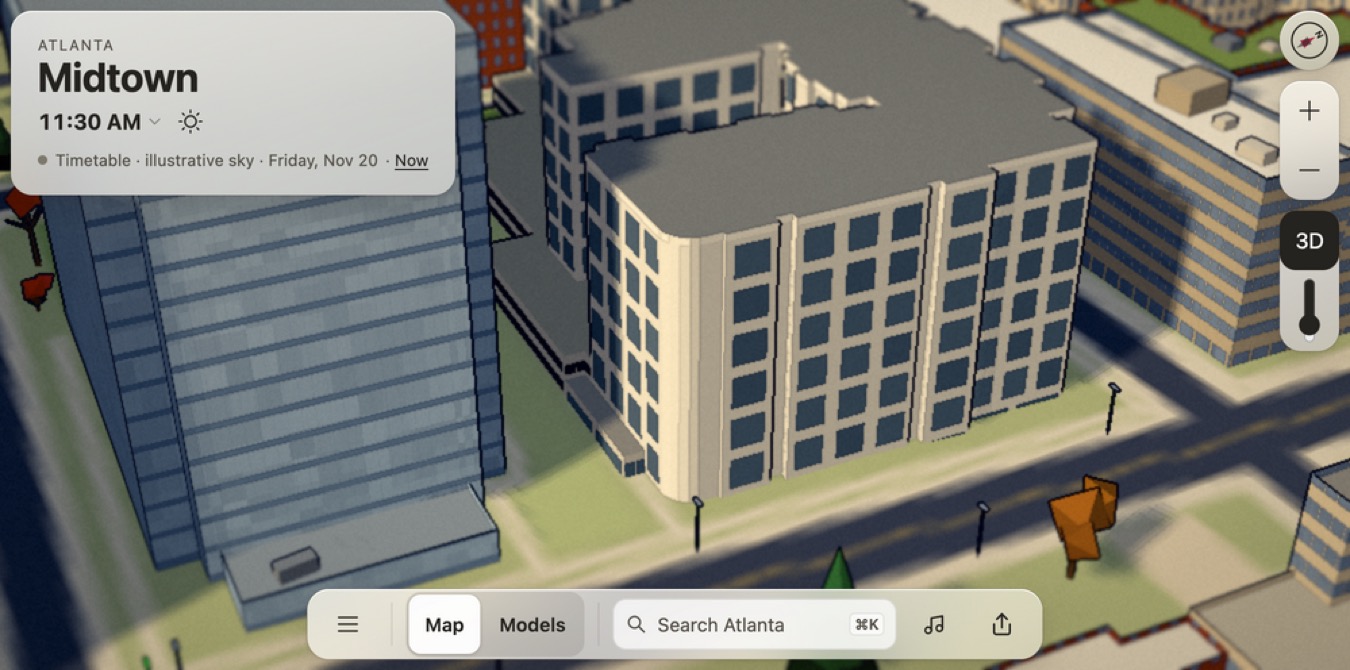 ATLANTA
Midtown
11:30 AM
Timetable · illustrative sky · Friday, Nov 20 · Now
N
3D
Map Models Search Atlanta ⌘K